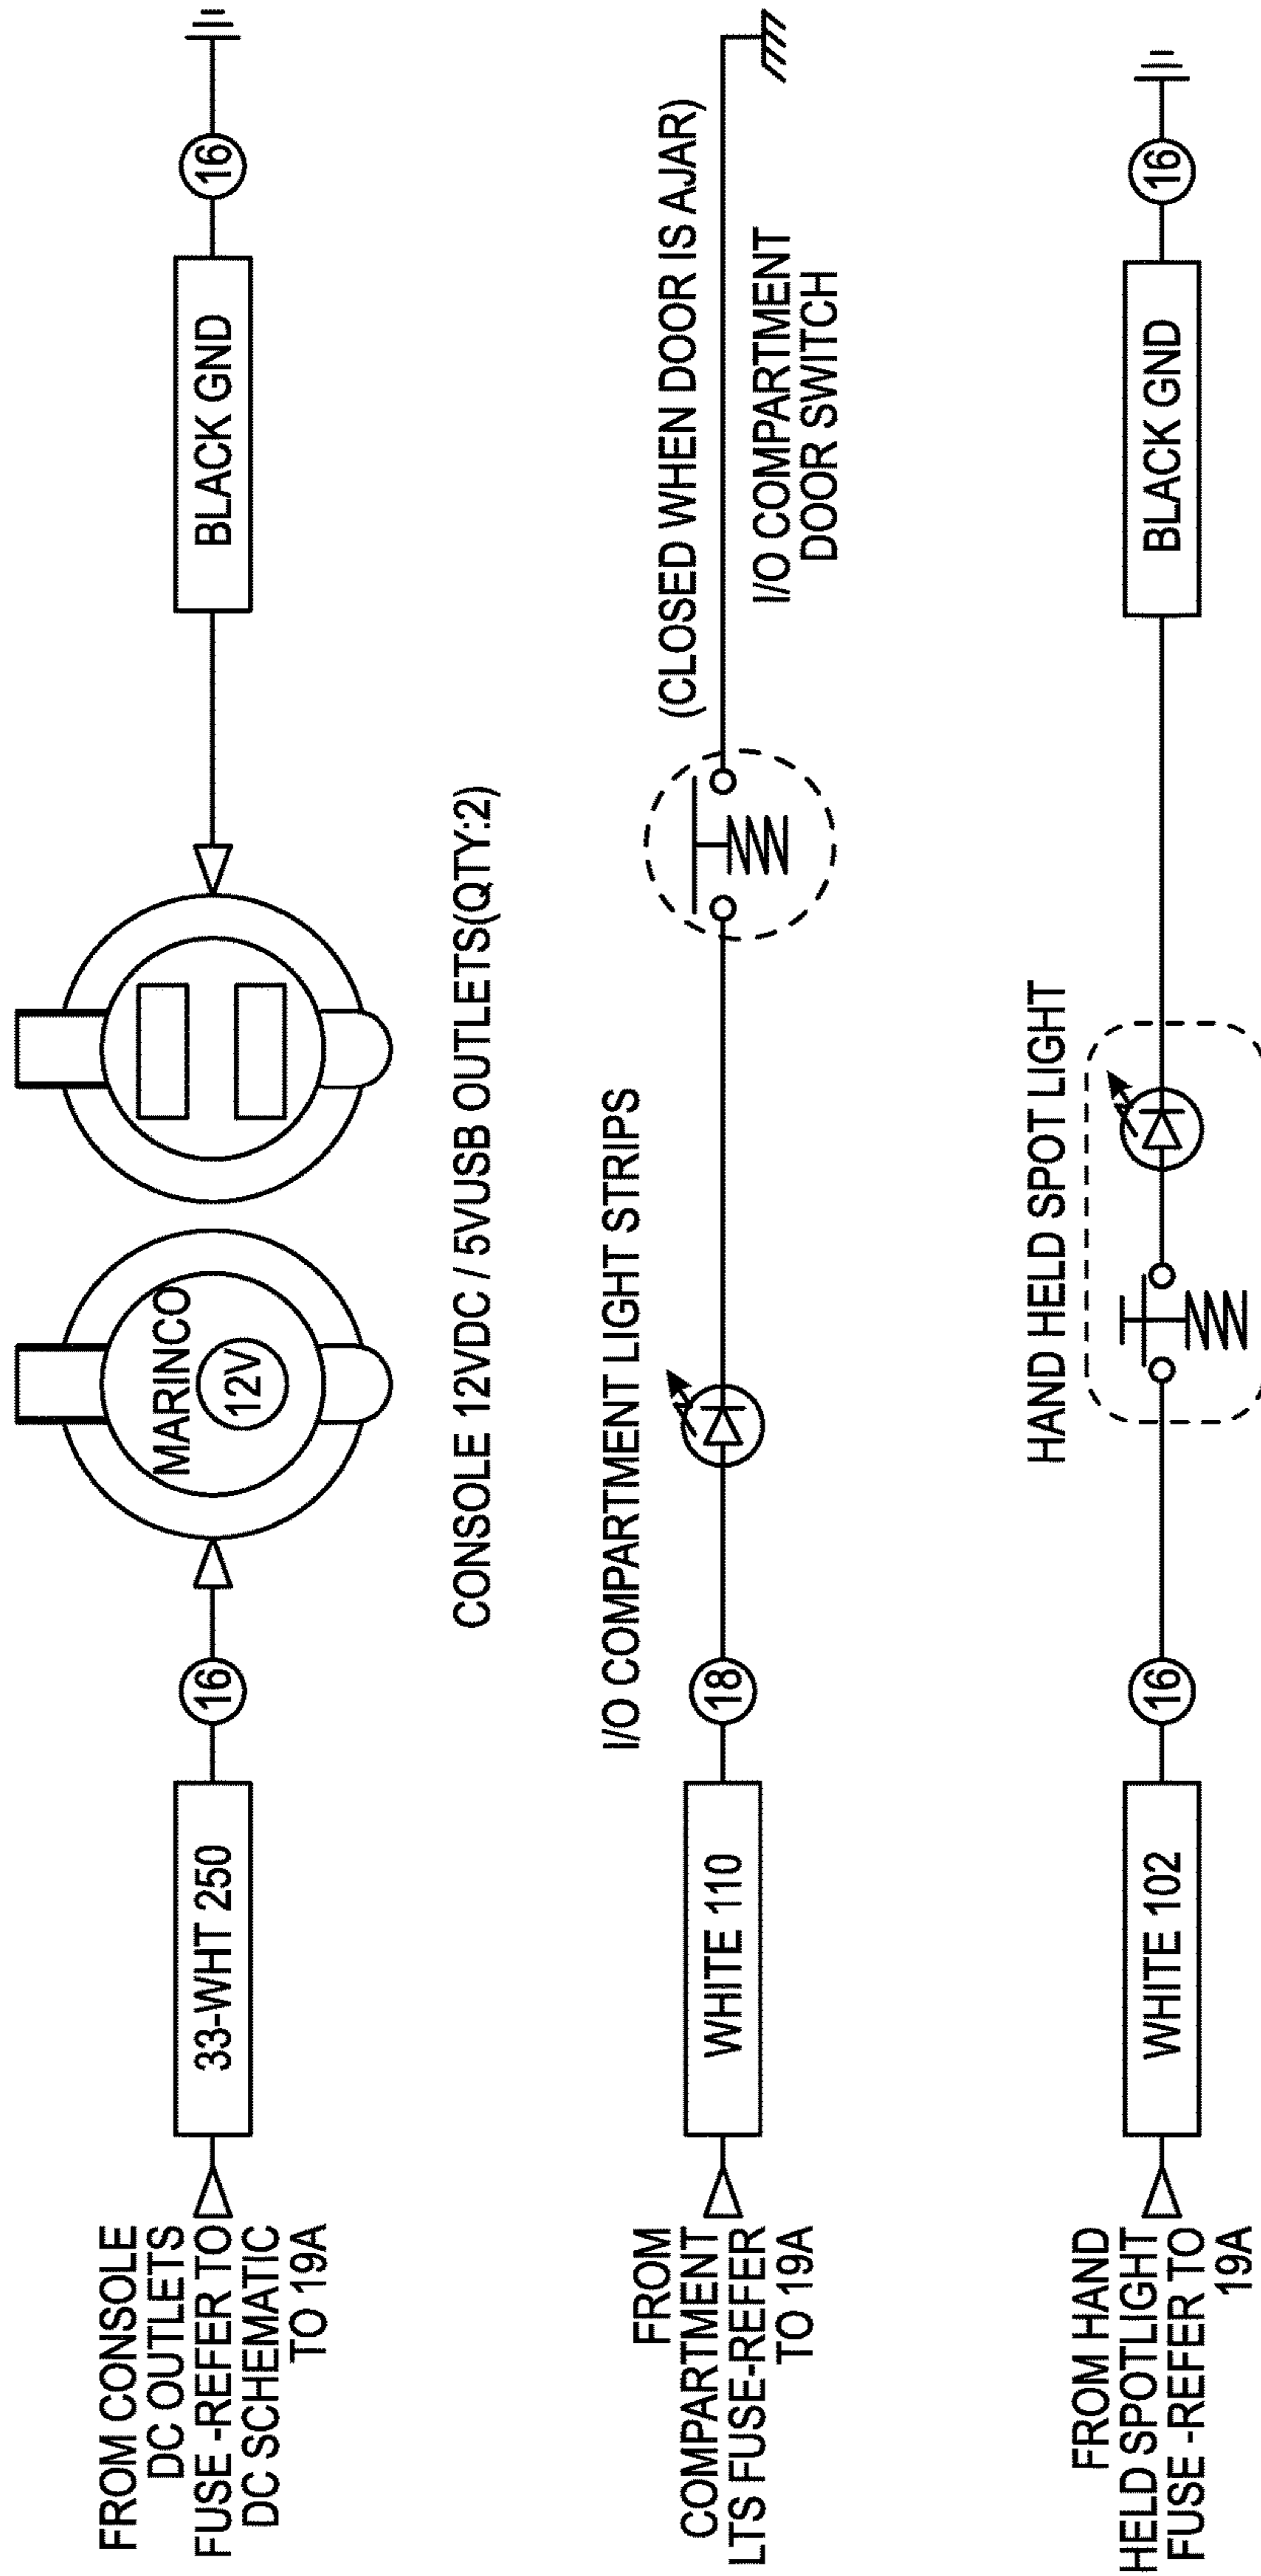 FROM CONSOLE
DC OUTLETS
FUSE -REFER TO
DC SCHEMATIC
TO 19A
33-WHT 250
16
MARINCO
12V
BLACK GND
16
CONSOLE 12VDC / 5VUSB OUTLETS(QTY:2)
FROM
COMPARTMENT
LTS FUSE-REFER
TO 19A
WHITE 110
18
I/O COMPARTMENT LIGHT STRIPS
(CLOSED WHEN DOOR IS AJAR)
I/O COMPARTMENT
DOOR SWITCH
FROM HAND
HELD SPOTLIGHT
FUSE -REFER TO
19A
WHITE 102
16
HAND HELD SPOT LIGHT
BLACK GND
16